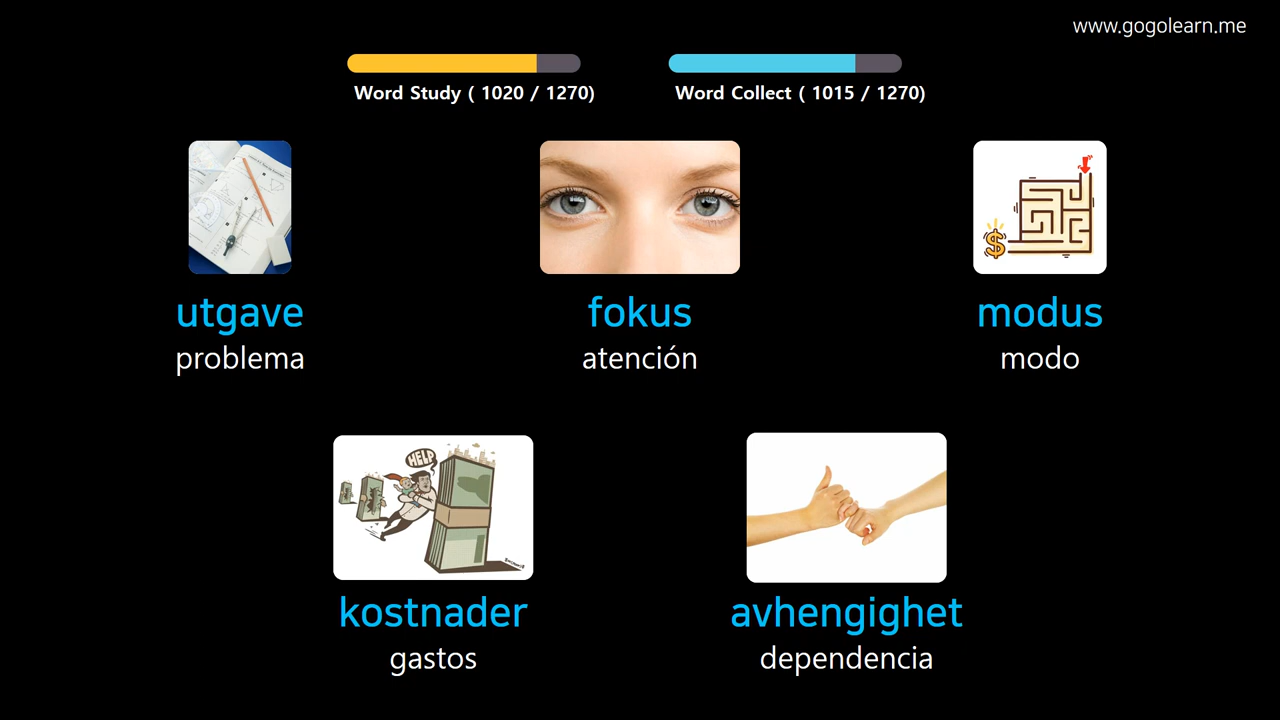 www.gogolearn.me
Word Study ( 1020 / 1270)
Word Collect ( 1015 / 1270)
utgave
problema
fokus
atención
modus
modo
HELP
kostnader
gastos
avhengighet
dependencia